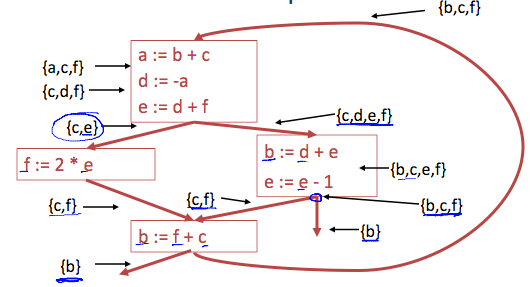 {b,c,f}
a := b + c
{a,c,f}
d := -a
{c,d,f}
e := d + f
{c,d,e,f}
{c,e}
b := d + e
f := 2 * e
{b,c,e,f}
e := e - 1
{c,f}
{c,f}
{b,c,f}
b := f + c
{b}
{b}